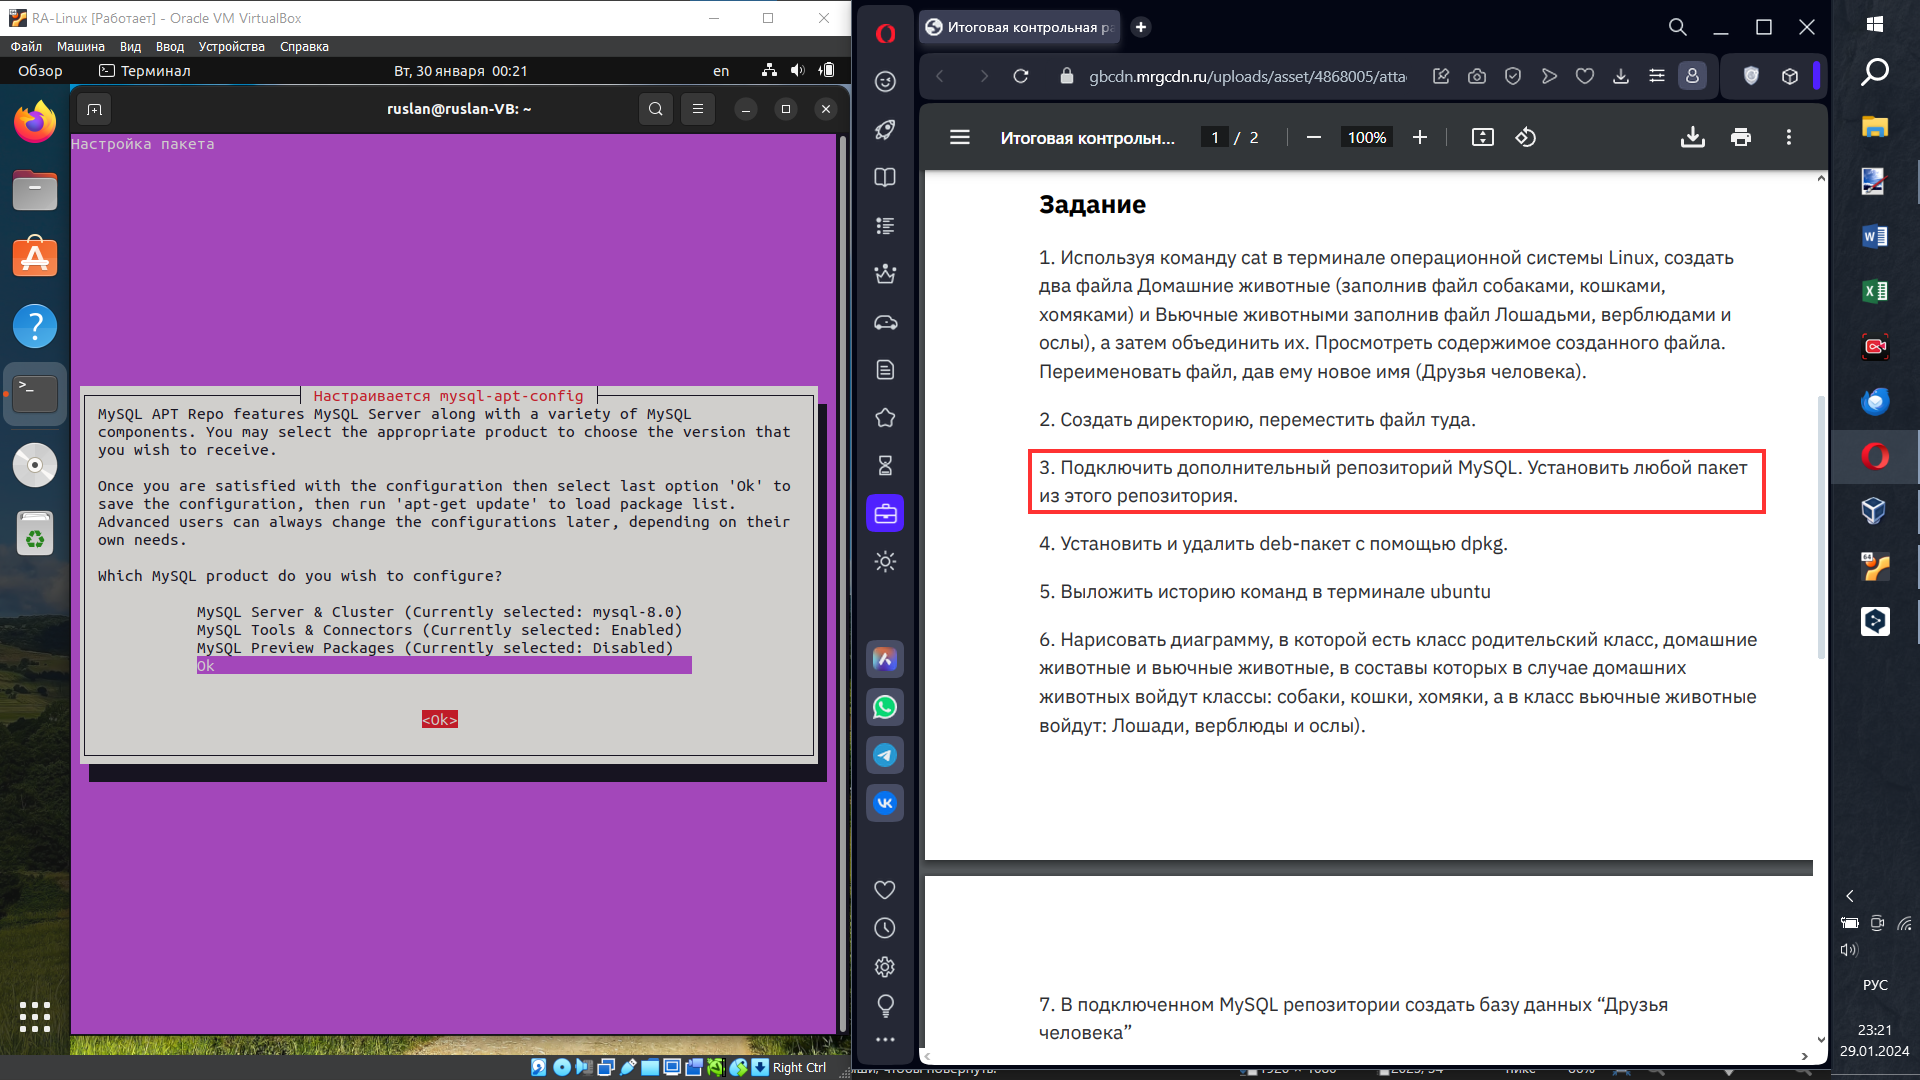 RA-Linux [Работает] - Oracle VM VirtualBox
Файл Машина Вид Ввод Устройства Справка
Обзор Терминал Вт, 30 января 00:21 en
ruslan@ruslan-VB: ~
Настройка пакета
Настраивается mysql-apt-config
MySQL APT Repo features MySQL Server along with a variety of MySQL
components. You may select the appropriate product to choose the version that
you wish to receive.
Once you are satisfied with the configuration then select last option 'Ok' to
save the configuration, then run 'apt-get update' to load package list.
Advanced users can always change the configurations later, depending on their
own needs.
Which MySQL product do you wish to configure?
MySQL Server & Cluster (Currently selected: mysql-8.0)
MySQL Tools & Connectors (Currently selected: Enabled)
MySQL Preview Packages (Currently selected: Disabled)
Ok
<Ok>
Right Ctrl
Итоговая контрольная ра
gbcdn.mrgcdn.ru/uploads/asset/4868005/atta
Итоговая контрольн... 1 / 2 100%
Задание
1. Используя команду cat в терминале операционной системы Linux, создать
два файла Домашние животные (заполнив файл собаками, кошками,
хомяками) и Вьючные животными заполнив файл Лошадьми, верблюдами и
ослы), а затем объединить их. Просмотреть содержимое созданного файла.
Переименовать файл, дав ему новое имя (Друзья человека).
2. Создать директорию, переместить файл туда.
3. Подключить дополнительный репозиторий MySQL. Установить любой пакет
из этого репозитория.
4. Установить и удалить deb-пакет с помощью dpkg.
5. Выложить историю команд в терминале ubuntu
6. Нарисовать диаграмму, в которой есть класс родительский класс, домашние
животные и вьючные животные, в составы которых в случае домашних
животных войдут классы: собаки, кошки, хомяки, а в класс вьючные животные
войдут: Лошади, верблюды и ослы).
7. В подключенном MySQL репозитории создать базу данных “Друзья
человека”
64
РУС
23:21
29.01.2024